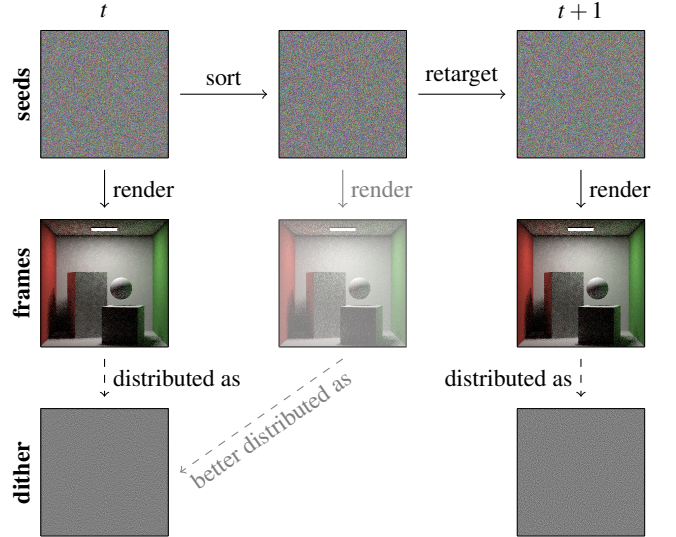 t
t + 1
seeds
sort
retarget
render
render
render
frames
distributed as
better distributed as
distributed as
dither